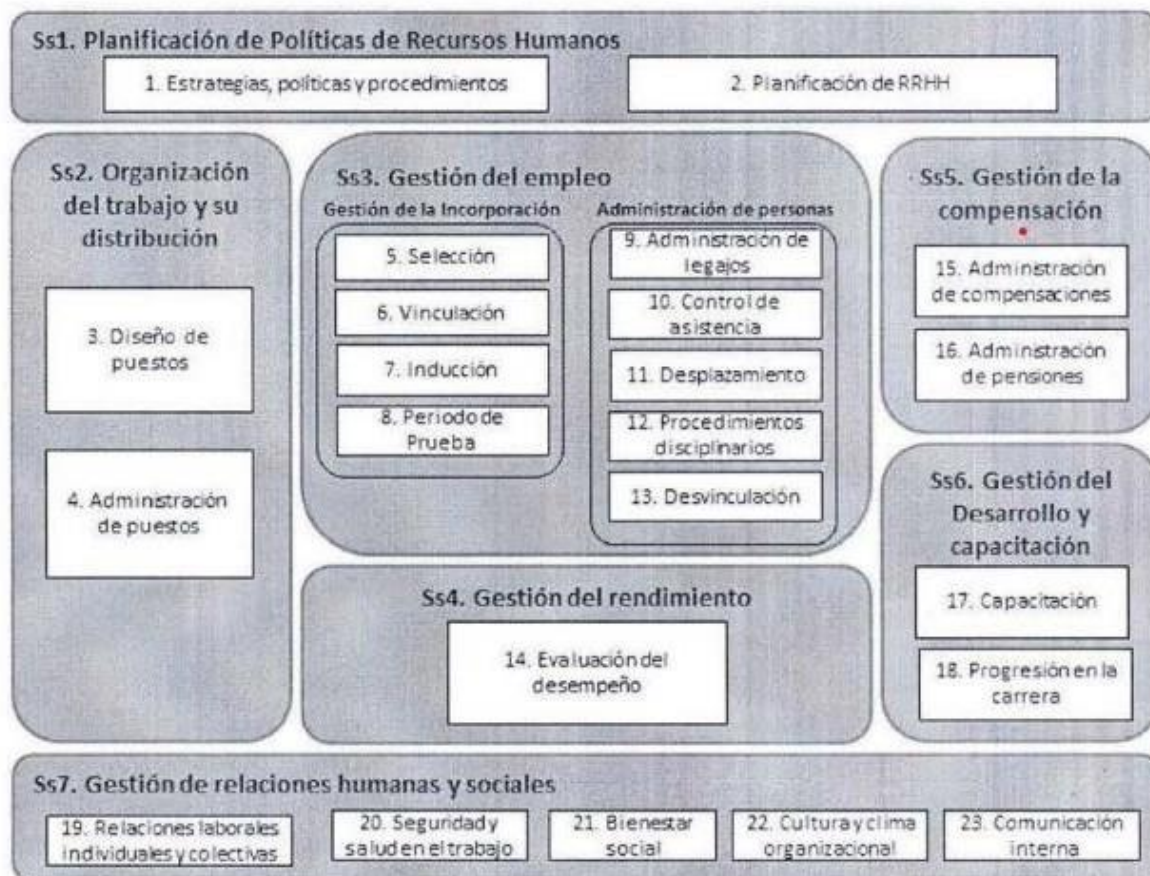 Ss1. Planificación de Políticas de Recursos Humanos
1. Estrategias, políticas y procedimientos
2. Planificación de RRHH
Ss2. Organización
del trabajo y su
distribución
3. Diseño de
puestos
4. Administración
de puestos
Ss3. Gestión del empleo
Gestión de la Incorporación
5. Selección
6. Vinculación
7. Inducción
8. Periodo de
Prueba
Administración de personas
9. Administración de
legajos
10. Control de
asistencia
11. Desplazamiento
12. Procedimientos
disciplinarios
13. Desvinculación
Ss4. Gestión del rendimiento
14. Evaluación del
desempeño
Ss5. Gestión de la
compensación
15. Administración
de compensaciones
16. Administración
de pensiones
Ss6. Gestión del
Desarrollo y
capacitación
17. Capacitación
18. Progresión en la
carrera
Ss7. Gestión de relaciones humanas y sociales
19. Relaciones laborales
individuales y colectivas
20. Seguridad y
salud en el trabajo
21. Bienestar
social
22. Cultura y clima
organizacional
23. Comunicación
interna